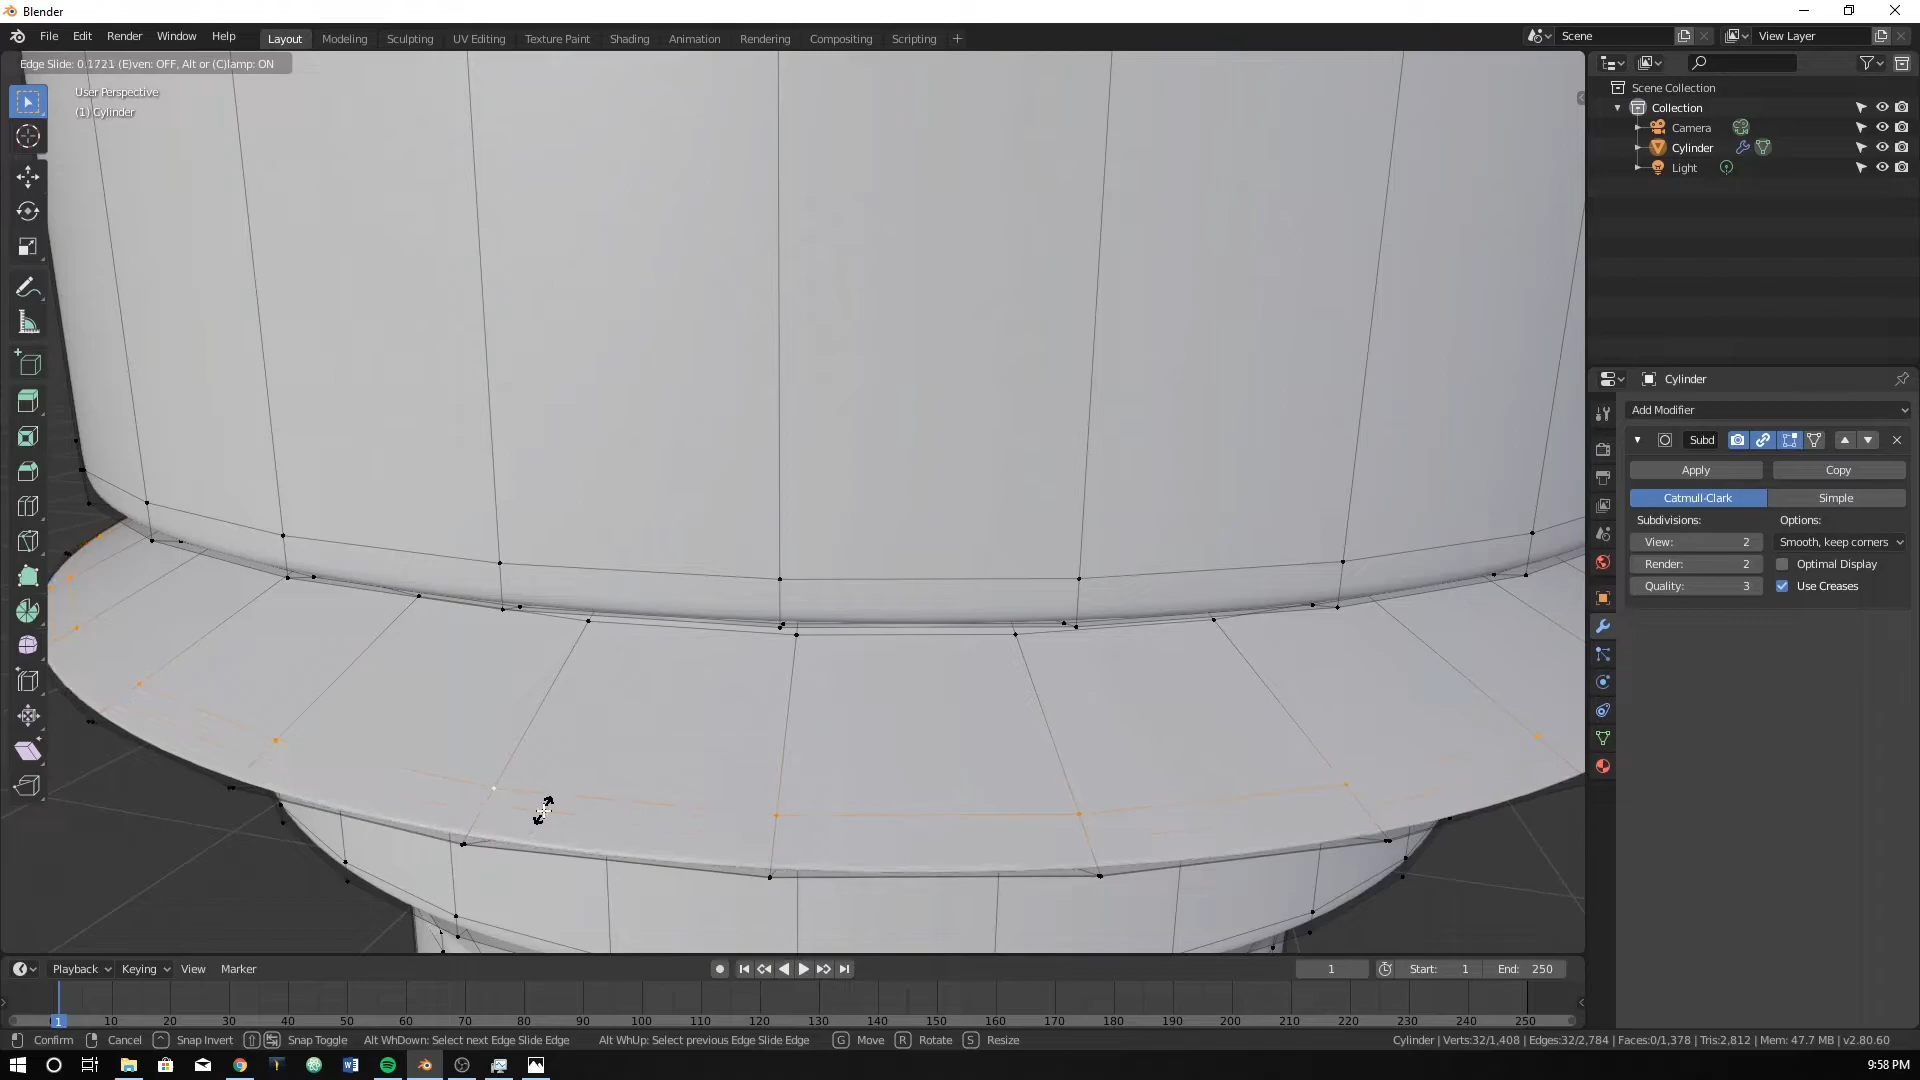 Blender
File Edit Render Window Help Layout Modeling Sculpting UV Editing Texture Paint Shading Animation Rendering Compositing Scripting + Scene View Layer
Edge Slide: 0.1721 (E)ven: OFF, Alt or (C)lamp: ON
User Perspective
(1) Cylinder
Scene Collection
Collection
Camera
Cylinder
Light
Cylinder
Add Modifier
Subd
Apply Copy
Catmull-Clark Simple
Subdivisions: Options:
View: 2 Smooth, keep corners
Render: 2 Optimal Display
Quality: 3 Use Creases
Playback Keying View Marker 1 Start: 1 End: 250
1 10 20 30 40 50 60 70 80 90 100 110 120 130 140 150 160 170 180 190 200 210 220 230 240 250
Confirm Cancel Snap Invert Snap Toggle Alt WhDown: Select next Edge Slide Edge Alt WhUp: Select previous Edge Slide Edge G Move R Rotate S Resize Cylinder | Verts:32/1,408 | Edges:32/2,784 | Faces:0/1,378 | Tris:2,812 | Mem: 47.7 MB | v2.80.60
9:58 PM